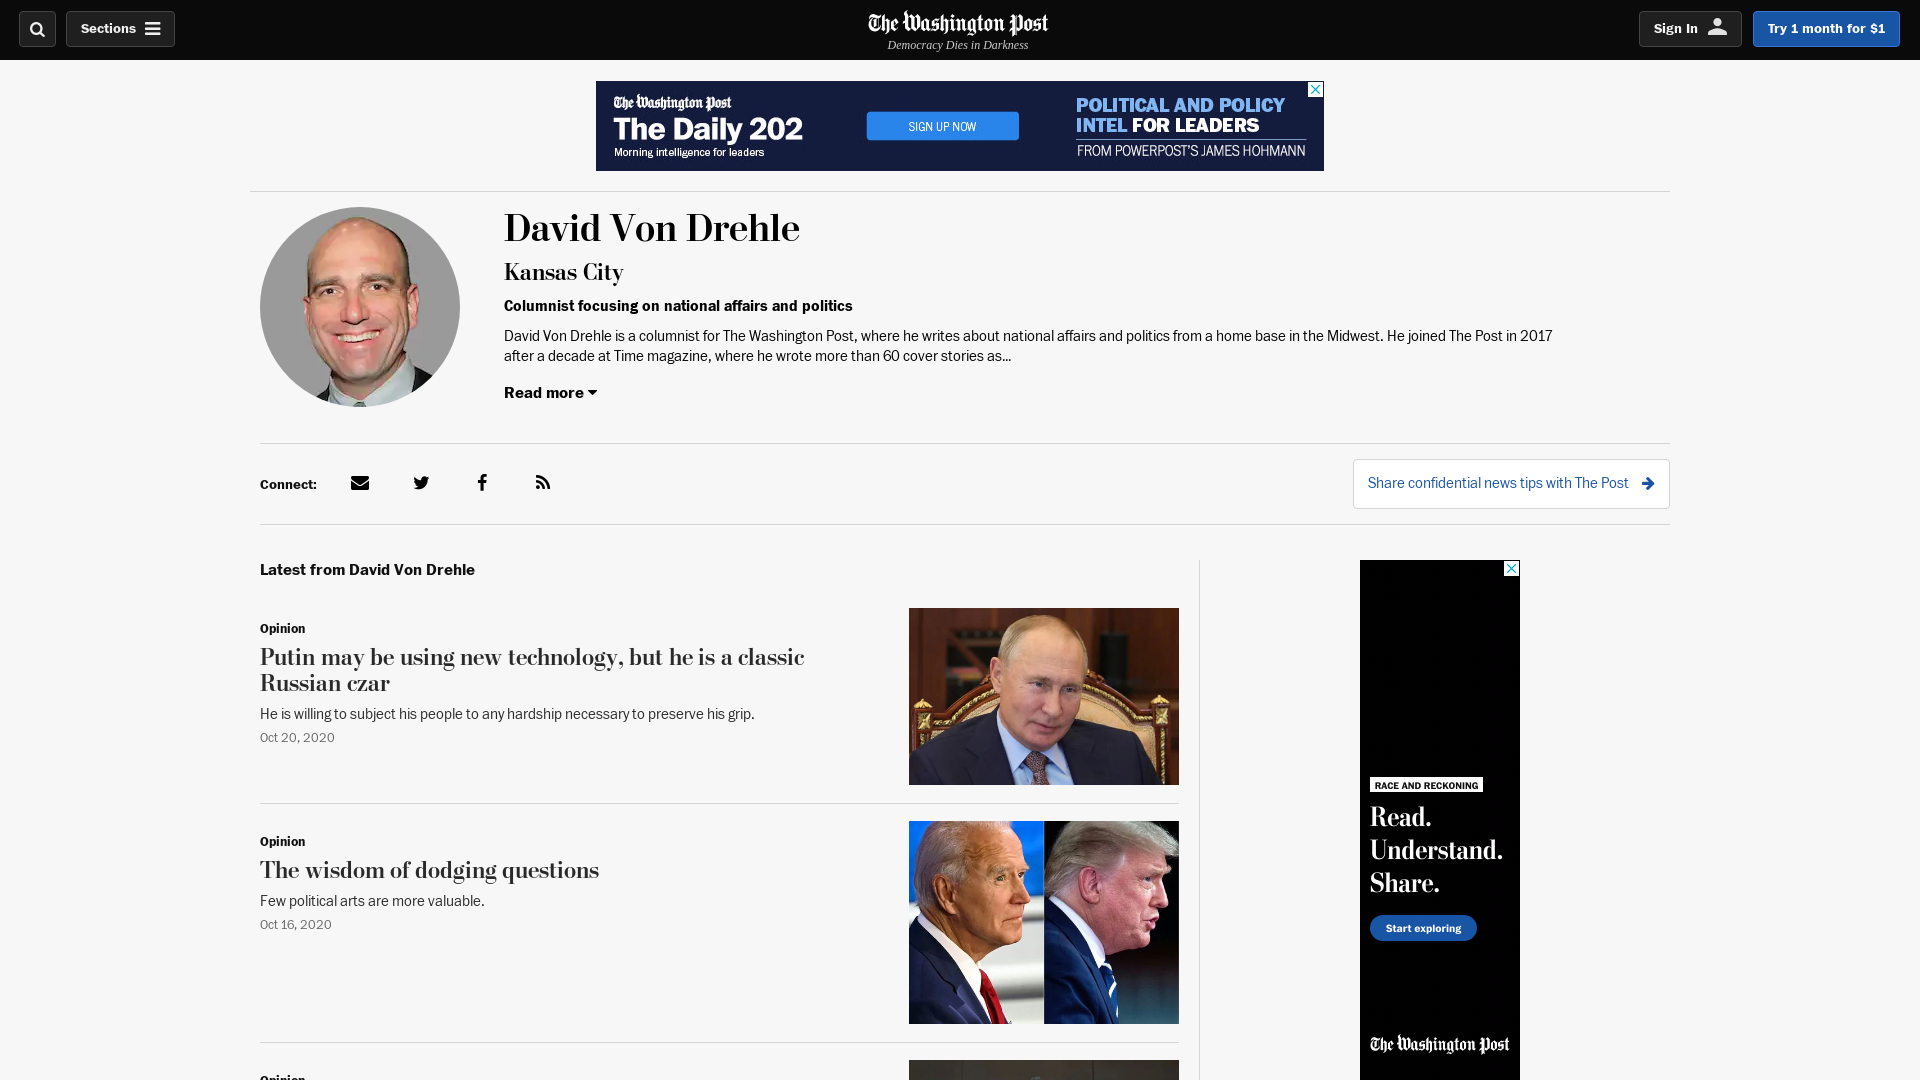 Sections
The Washington Post
Democracy Dies in Darkness
Sign In
Try 1 month for $1
The Washington Post
The Daily 202
Morning intelligence for leaders
SIGN UP NOW
POLITICAL AND POLICY
INTEL FOR LEADERS
FROM POWERPOST'S JAMES HOHMANN
David Von Drehle
Kansas City
Columnist focusing on national affairs and politics
David Von Drehle is a columnist for The Washington Post, where he writes about national affairs and politics from a home base in the Midwest. He joined The Post in 2017
after a decade at Time magazine, where he wrote more than 60 cover stories as...
Read more
Connect:
Share confidential news tips with The Post
Latest from David Von Drehle
Opinion
Putin may be using new technology, but he is a classic
Russian czar
He is willing to subject his people to any hardship necessary to preserve his grip.
Oct 20, 2020
Opinion
The wisdom of dodging questions
Few political arts are more valuable.
Oct 16, 2020
Opinion
RACE AND RECKONING
Read.
Understand.
Share.
Start exploring
The Washington Post